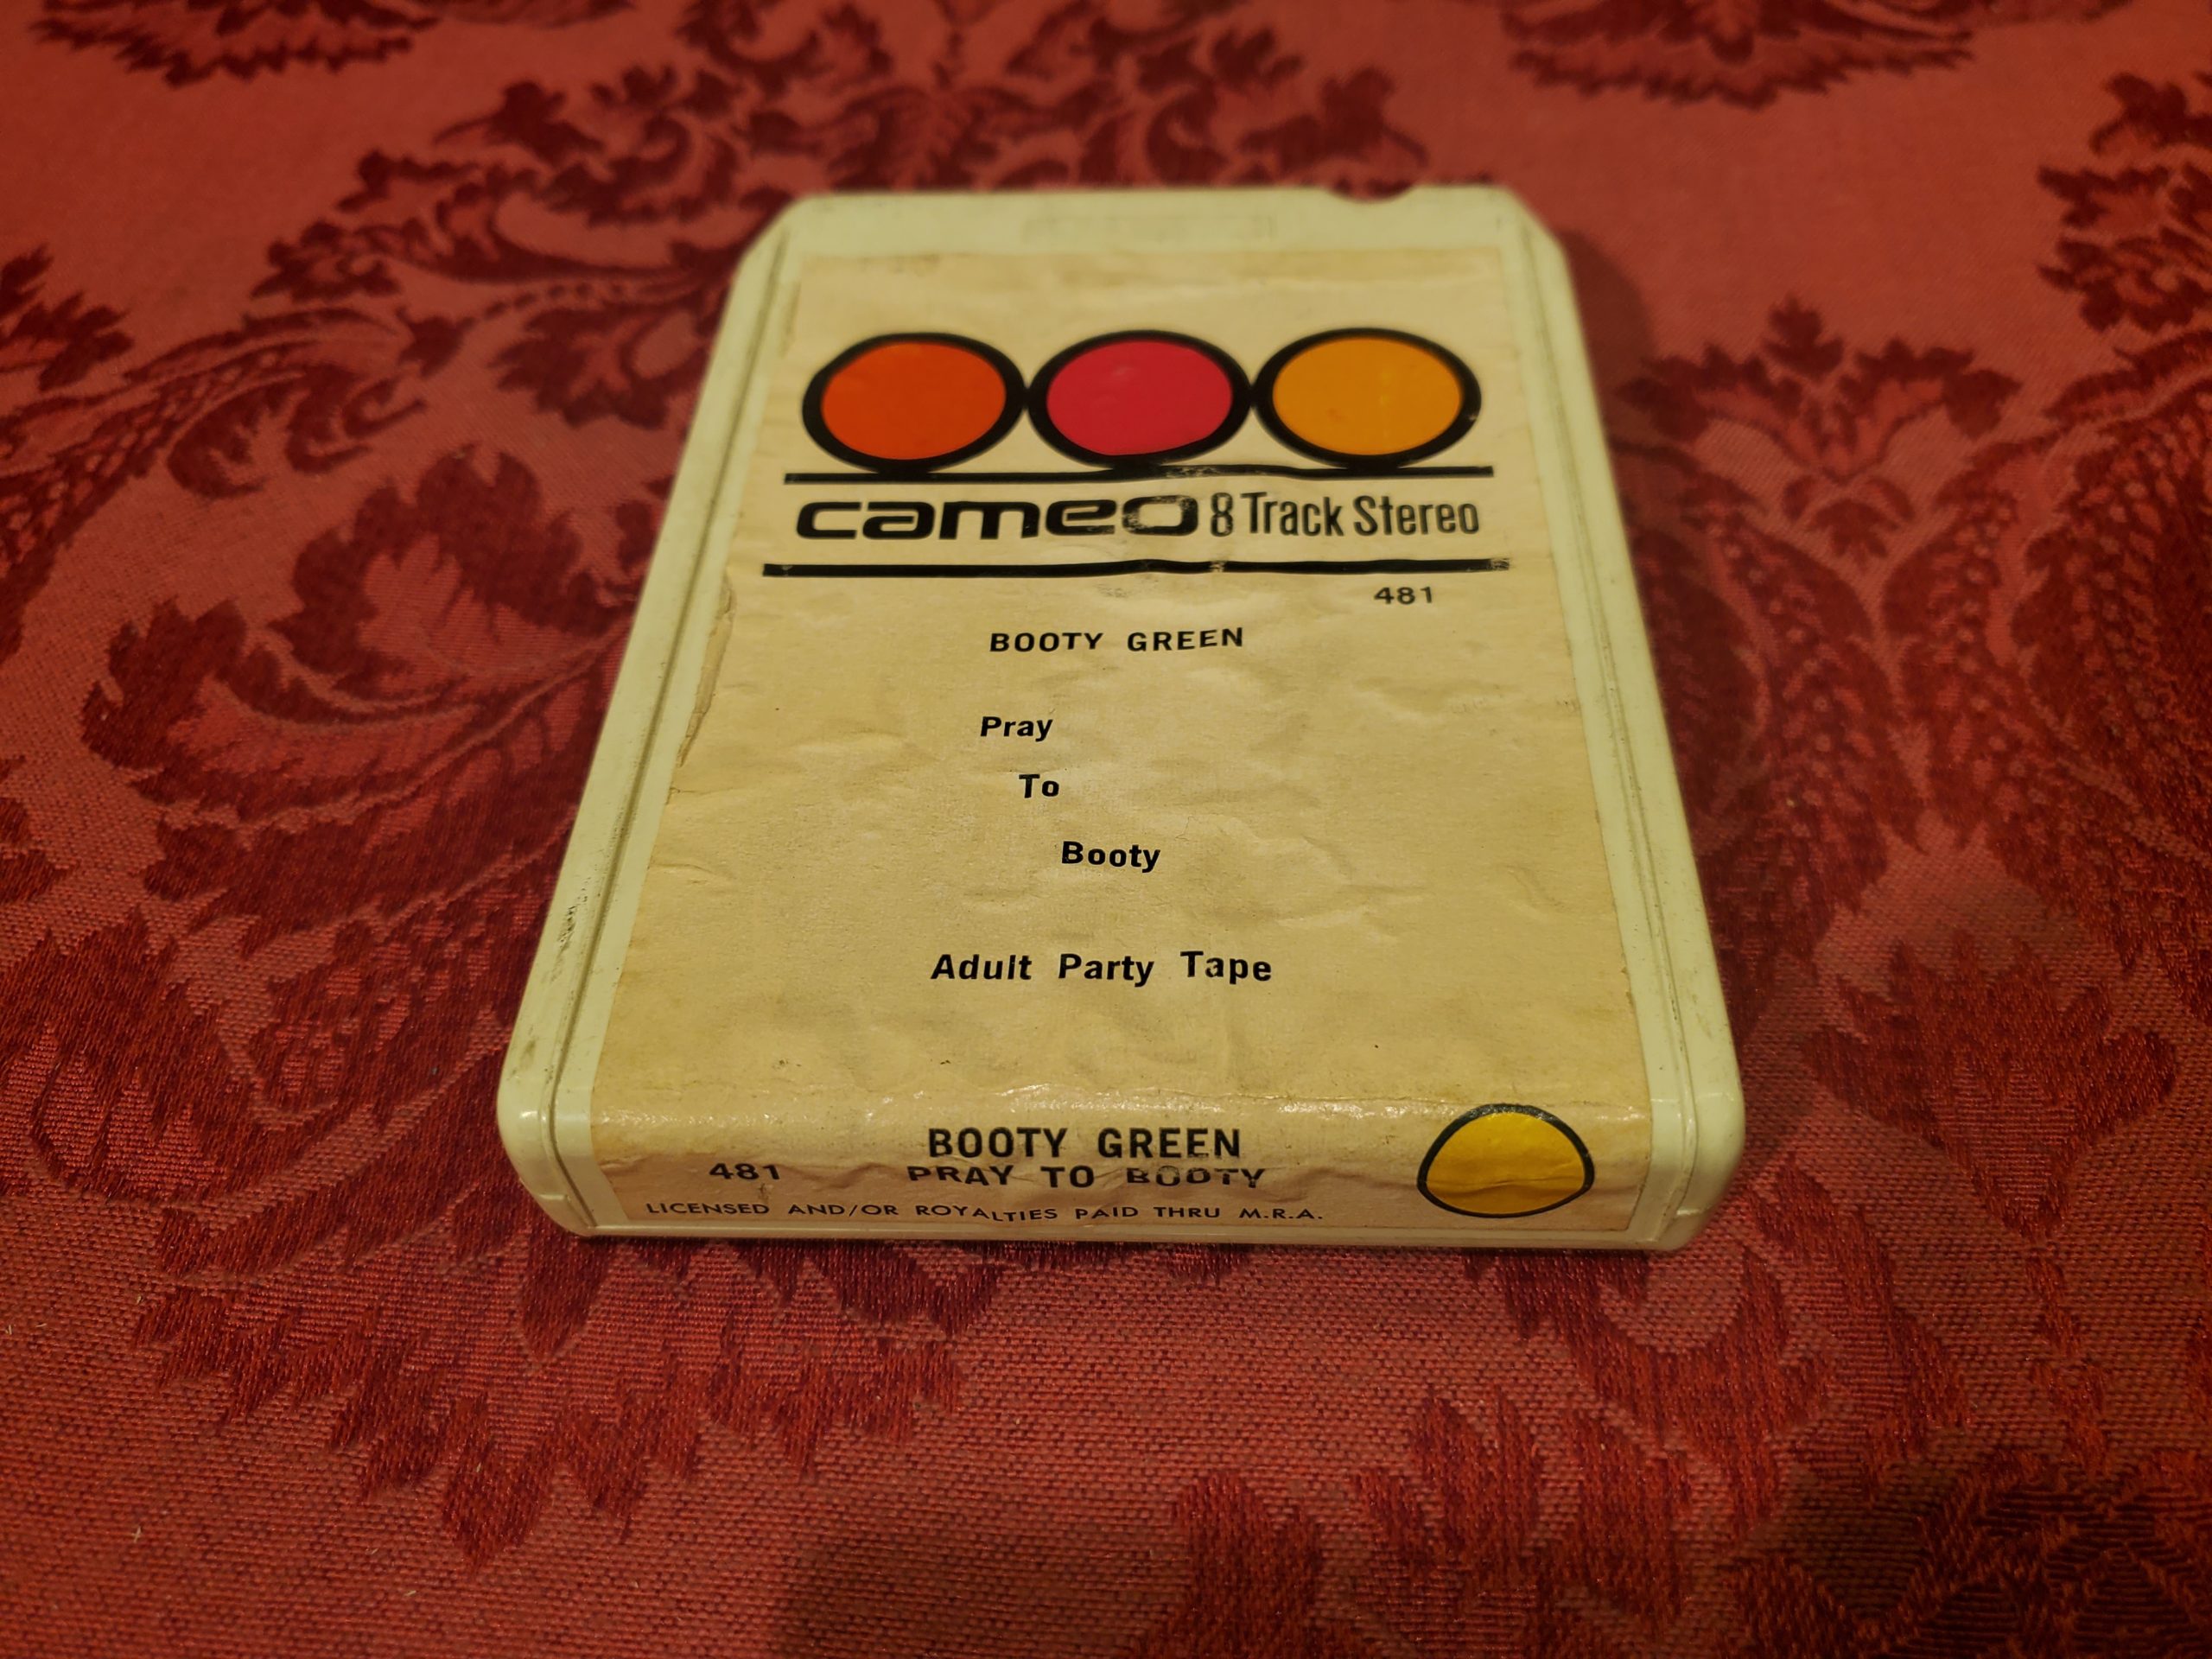 cameo 8 Track Stereo
481
BOOTY GREEN
Pray
To
Booty
Adult Party Tape
BOOTY GREEN
481 PRAY TO BOOTY
LICENSED AND/OR ROYALTIES PAID THRU M.R.A.